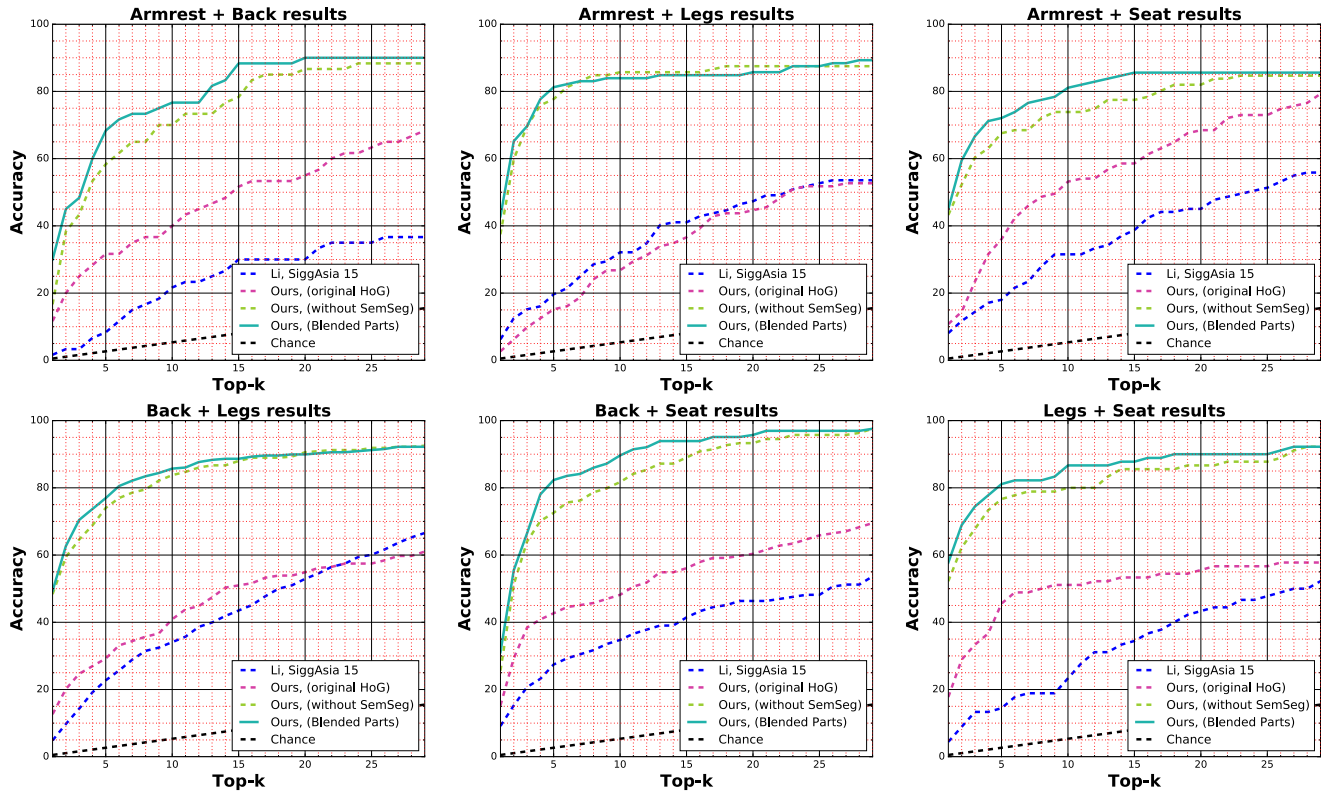 Armrest + Back results
Armrest + Legs results
Armrest + Seat results
Accuracy
100
80
60
40
20
0
5
10
15
20
25
Top-k
Li, SiggAsia 15
Ours, (original HoG)
Ours, (without SemSeg)
Ours, (Blended Parts)
Chance
Accuracy
100
80
60
40
20
0
5
10
15
20
25
Top-k
Li, SiggAsia 15
Ours, (original HoG)
Ours, (without SemSeg)
Ours, (Blended Parts)
Chance
Accuracy
100
80
60
40
20
0
5
10
15
20
25
Top-k
Li, SiggAsia 15
Ours, (original HoG)
Ours, (without SemSeg)
Ours, (Blended Parts)
Chance
Back + Legs results
Back + Seat results
Legs + Seat results
Accuracy
100
80
60
40
20
0
5
10
15
20
25
Top-k
Li, SiggAsia 15
Ours, (original HoG)
Ours, (without SemSeg)
Ours, (Blended Parts)
Chance
Accuracy
100
80
60
40
20
0
5
10
15
20
25
Top-k
Li, SiggAsia 15
Ours, (original HoG)
Ours, (without SemSeg)
Ours, (Blended Parts)
Chance
Accuracy
100
80
60
40
20
0
5
10
15
20
25
Top-k
Li, SiggAsia 15
Ours, (original HoG)
Ours, (without SemSeg)
Ours, (Blended Parts)
Chance